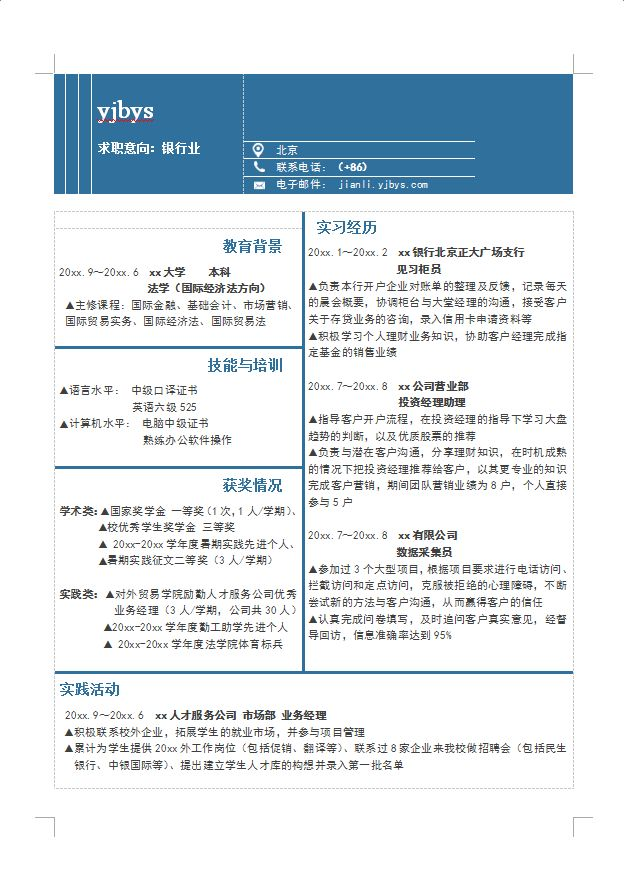 yjbys
求职意向：银行业
北京
联系电话：（+86）
电子邮件： jianli.yjbys.com
教育背景
20xx.9～20xx.6 xx大学 本科
法学（国际经济法方向）
▲主修课程：国际金融、基础会计、市场营销、
国际贸易实务、国际经济法、国际贸易法
技能与培训
▲语言水平： 中级口译证书
英语六级 525
▲计算机水平： 电脑中级证书
熟练办公软件操作
获奖情况
学术类：▲国家奖学金 一等奖（1次，1人/学期）、
▲校优秀学生奖学金 三等奖
▲ 20xx-20xx 学年度暑期实践先进个人、
▲暑期实践征文二等奖（3人/学期）
实践类：▲对外贸易学院励勤人才服务公司优秀
业务经理（3人/学期，公司共30人）
▲20xx-20xx 学年度勤工助学先进个人
▲ 20xx-20xx 学年度法学院体育标兵
实习经历
20xx.1～20xx.2 xx银行北京正大广场支行
见习柜员
▲负责本行开户企业对账单的整理及反馈，记录每天
的晨会概要，协调柜台与大堂经理的沟通，接受客户
关于存贷业务的咨询，录入信用卡申请资料等
▲积极学习个人理财业务知识，协助客户经理完成指
定基金的销售业绩
20xx.7～20xx.8 xx公司营业部
投资经理助理
▲指导客户开户流程，在投资经理的指导下学习大盘
趋势的判断，以及优质股票的推荐
▲负责与潜在客户沟通，分享理财知识，在时机成熟
的情况下把投资经理推荐给客户，以其更专业的知识
完成客户营销，期间团队营销业绩为8户，个人直接
参与5户
20xx.7～20xx.8 xx有限公司
数据采集员
▲参加过3个大型项目，根据项目要求进行电话访问、
拦截访问和定点访问，克服被拒绝的心理障碍，不断
尝试新的方法与客户沟通，从而赢得客户的信任
▲认真完成问卷填写，及时追问客户真实意见，经督
导回访，信息准确率达到95%
实践活动
20xx.9～20xx.6 xx人才服务公司 市场部 业务经理
▲积极联系校外企业，拓展学生的就业市场，并参与项目管理
▲累计为学生提供20xx外工作岗位（包括促销、翻译等）、联系过8家企业来我校做招聘会（包括民生
银行、中银国际等）、提出建立学生人才库的构想并录入第一批名单